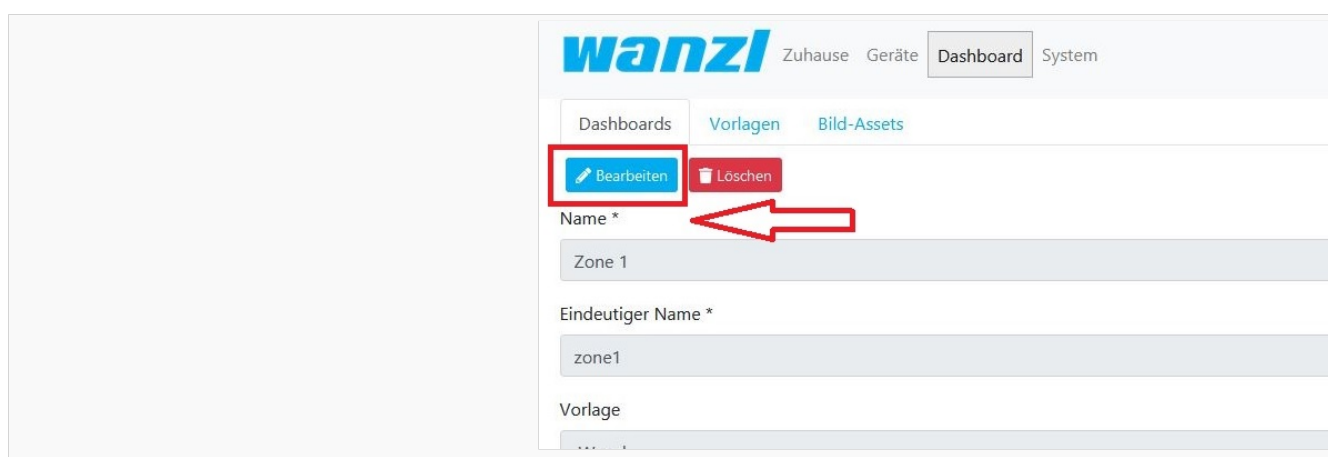 wanzl Zuhause Geräte Dashboard System
Dashboards Vorlagen Bild-Assets
Bearbeiten Löschen
Name *
Zone 1
Eindeutiger Name *
zone1
Vorlage